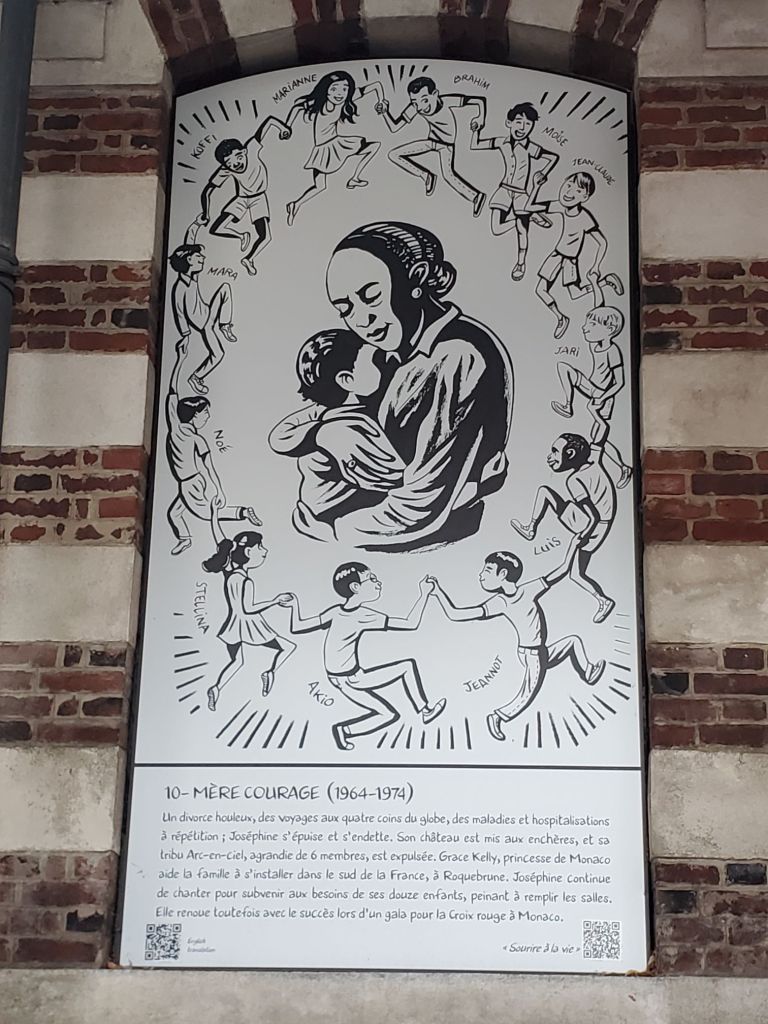 MARIANNE
BRAHIM
KOFFI
MOÏSE
JEAN-CLAUDE
MARA
JARI
NOÉ
LUIS
STELLINA
AKIO
JEANNOT
10- MÈRE COURAGE (1964-1974)
Un divorce houleux, des voyages aux quatre coins du globe, des maladies et hospitalisations
à répétition ; Joséphine s'épuise et s'endette. Son château est mis aux enchères, et sa
tribu Arc-en-ciel, agrandie de 6 membres, est expulsée. Grace Kelly, princesse de Monaco
aide la famille à s'installer dans le sud de la France, à Roquebrune. Joséphine continue
de chanter pour subvenir aux besoins de ses douze enfants, peinant à remplir les salles.
Elle renoue toutefois avec le succès lors d'un gala pour la Croix rouge à Monaco.
English
translation
« Sourire à la vie »